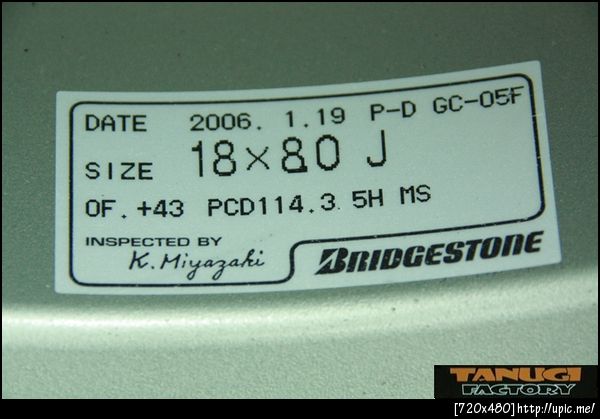 DATE 2006. 1.19 P-D GC-05F
SIZE 18×8.0 J
OF. +43 PCD114.3 5H MS
INSPECTED BY
K. Miyazaki
BRIDGESTONE
TANUGI
FACTORY
[720x480]http://upic.me/